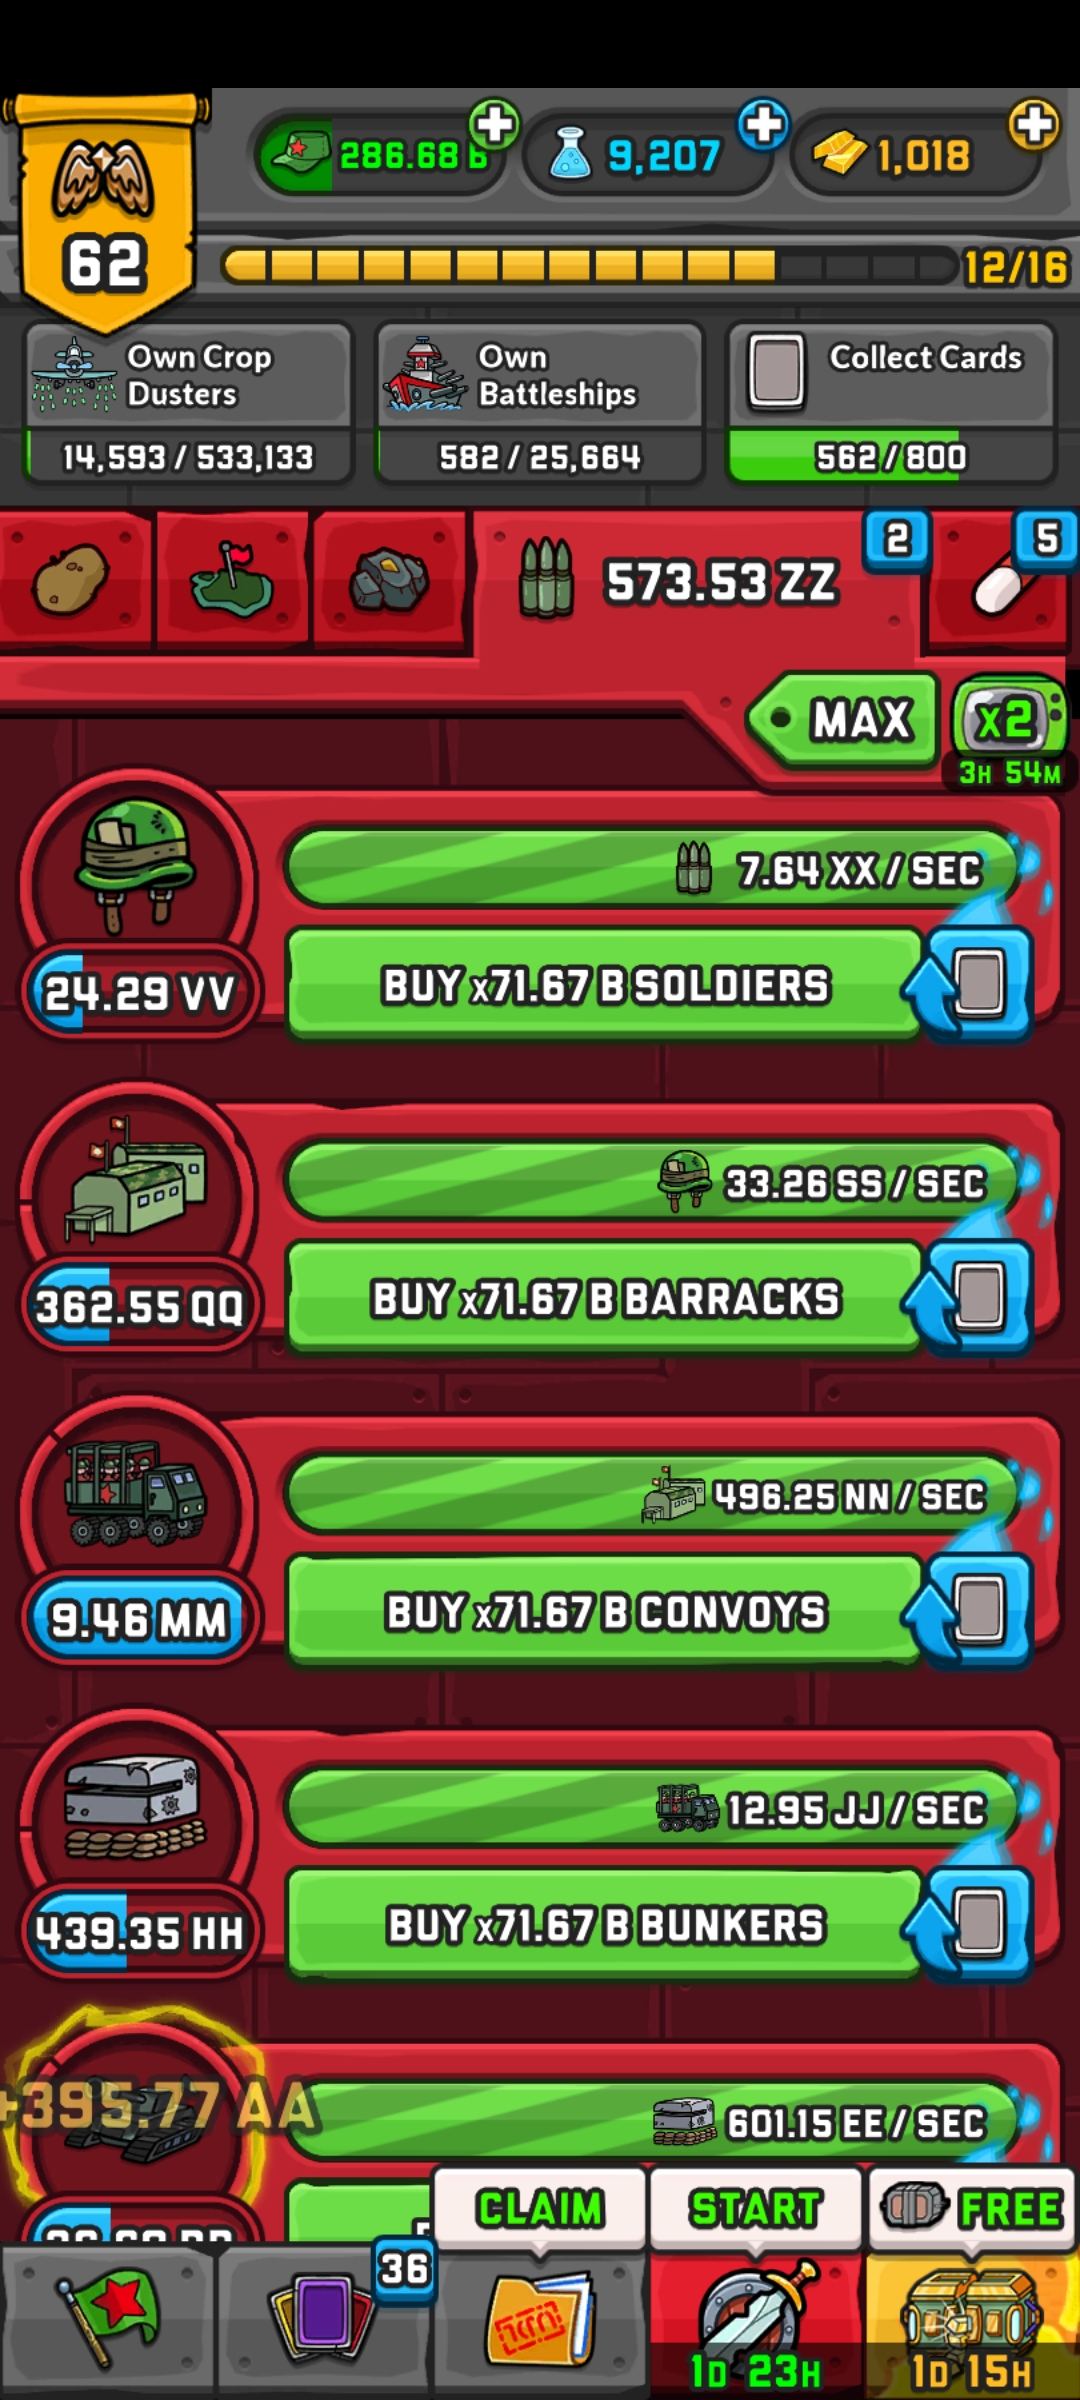 286.68 B
9,207
1,018
62
12/16
Own Crop
Dusters
14,593 / 533,133
Own
Battleships
582 / 25,664
Collect Cards
562/800
573.53 ZZ
2
5
MAX
x2
3H 54M
7.64 XX / SEC
24.29 VV
BUY x71.67 B SOLDIERS
33.26 SS / SEC
362.55 QQ
BUY x71.67 B BARRACKS
496.25 NN / SEC
9.46 MM
BUY x71.67 B CONVOYS
12.95 JJ / SEC
439.35 HH
BUY x71.67 B BUNKERS
+395.77 AA
601.15 EE / SEC
CLAIM
START
FREE
36
1D 23H
1D 15H